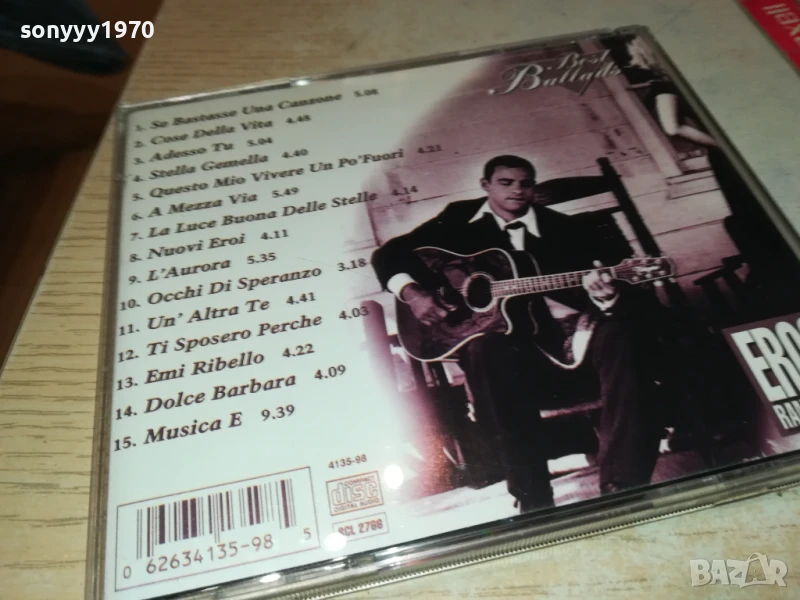 sonyyy1970
Best
Ballads
1. Se Bastasse Una Canzone 5.08
2. Cose Della Vita 4.48
3. Adesso Tu 5.04
4. Stella Gemella 4.40
5. Questo Mio Vivere Un Po'Fuori 4.21
6. A Mezza Via 5.49
7. La Luce Buona Delle Stelle 4.14
8. Nuovi Eroi 4.11
9. L'Aurora 5.35
10. Occhi Di Speranzo 3.18
11. Un' Altra Te 4.41
12. Ti Sposero Perche 4.03
13. Emi Ribello 4.22
14. Dolce Barbara 4.09
15. Musica E 9.39
ERO
RA
4135-98
COMPACT
disc
DIGITAL AUDIO
SCL 2798
0 62634135-98 5
BAZAR